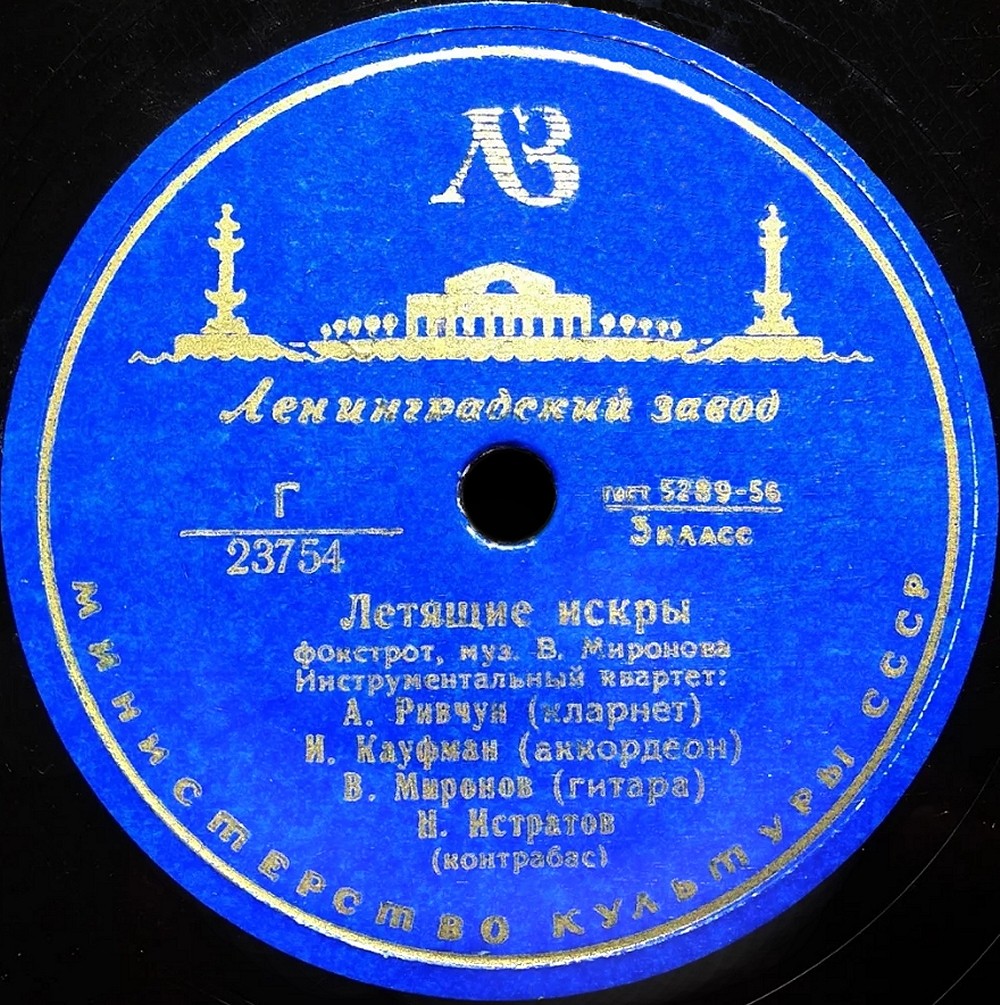 ЛЗ
Ленинградский завод
Г
23754
ГОСТ 5289-56
3 КЛАСС
Летящие искры
фокстрот, муз. В. Миронова
Инструментальный квартет:
А. Ривчун (кларнет)
И. Кауфман (аккордеон)
В. Миронов (гитара)
Н. Истратов
(контрабас)
МИНИСТЕРСТВО КУЛЬТУРЫ СССР